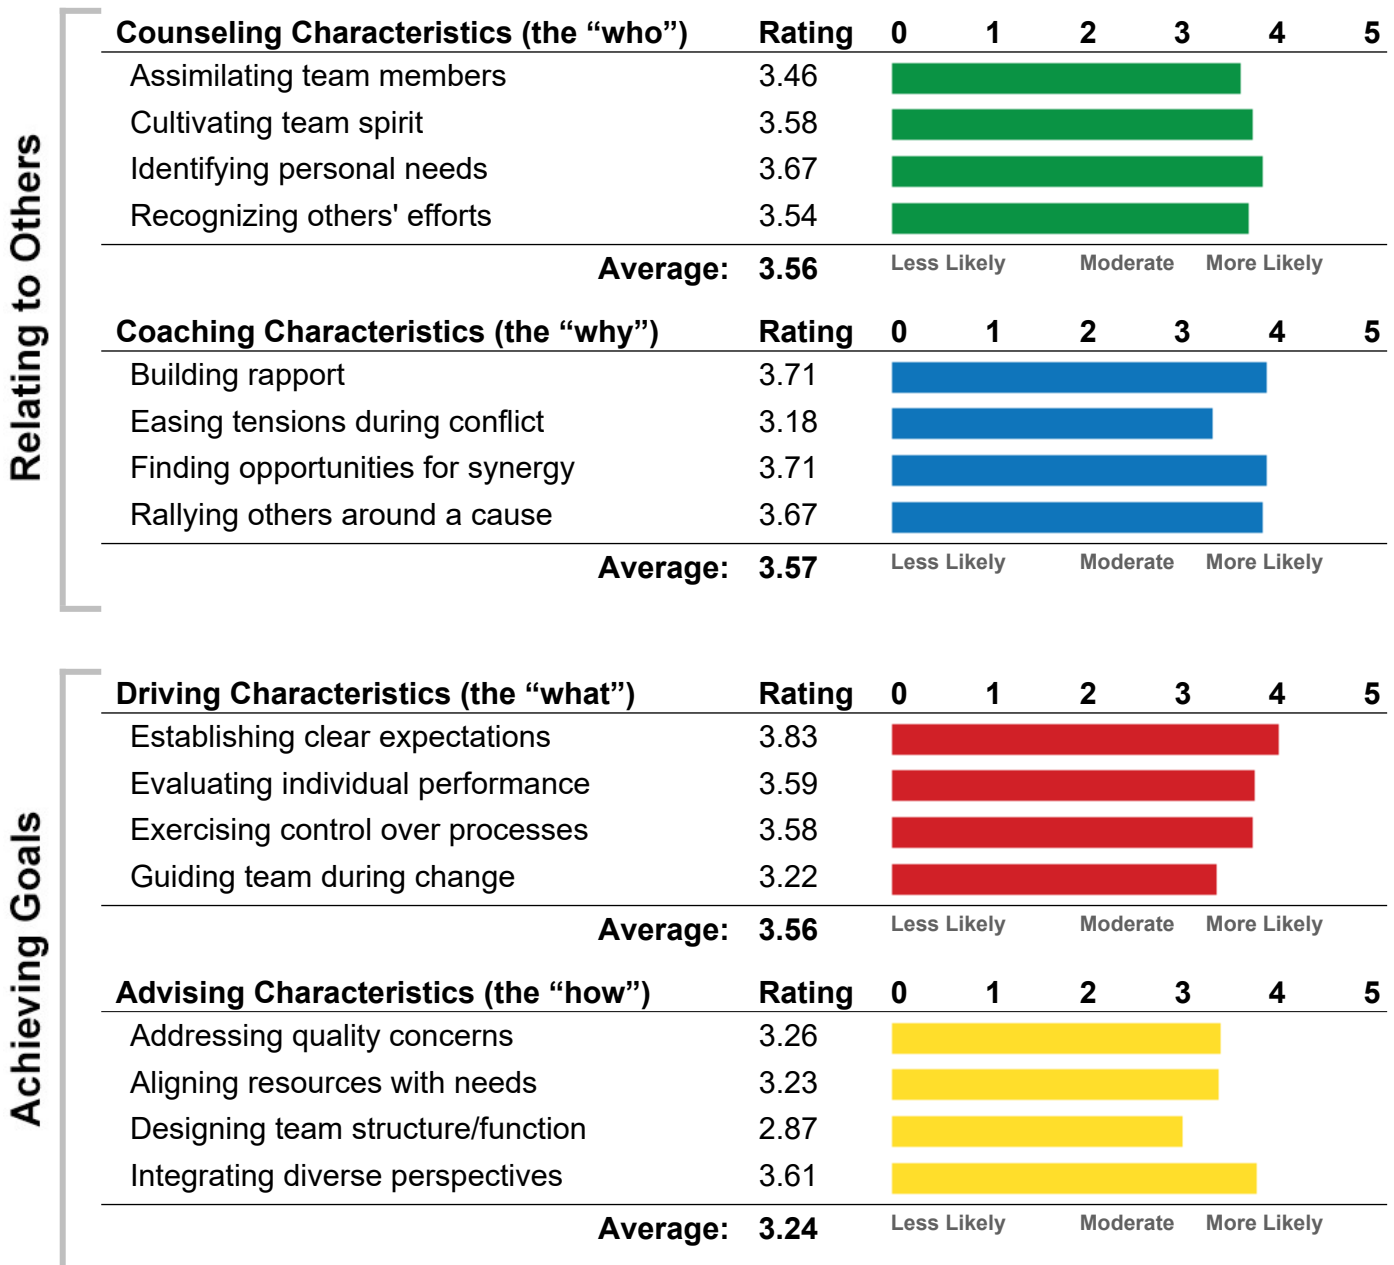 Relating to Others
Counseling Characteristics (the “who”) Rating 0 1 2 3 4 5
Assimilating team members 3.46
Cultivating team spirit 3.58
Identifying personal needs 3.67
Recognizing others' efforts 3.54
Average: 3.56 Less Likely Moderate More Likely
Coaching Characteristics (the “why”) Rating 0 1 2 3 4 5
Building rapport 3.71
Easing tensions during conflict 3.18
Finding opportunities for synergy 3.71
Rallying others around a cause 3.67
Average: 3.57 Less Likely Moderate More Likely
Achieving Goals
Driving Characteristics (the “what”) Rating 0 1 2 3 4 5
Establishing clear expectations 3.83
Evaluating individual performance 3.59
Exercising control over processes 3.58
Guiding team during change 3.22
Average: 3.56 Less Likely Moderate More Likely
Advising Characteristics (the “how”) Rating 0 1 2 3 4 5
Addressing quality concerns 3.26
Aligning resources with needs 3.23
Designing team structure/function 2.87
Integrating diverse perspectives 3.61
Average: 3.24 Less Likely Moderate More Likely